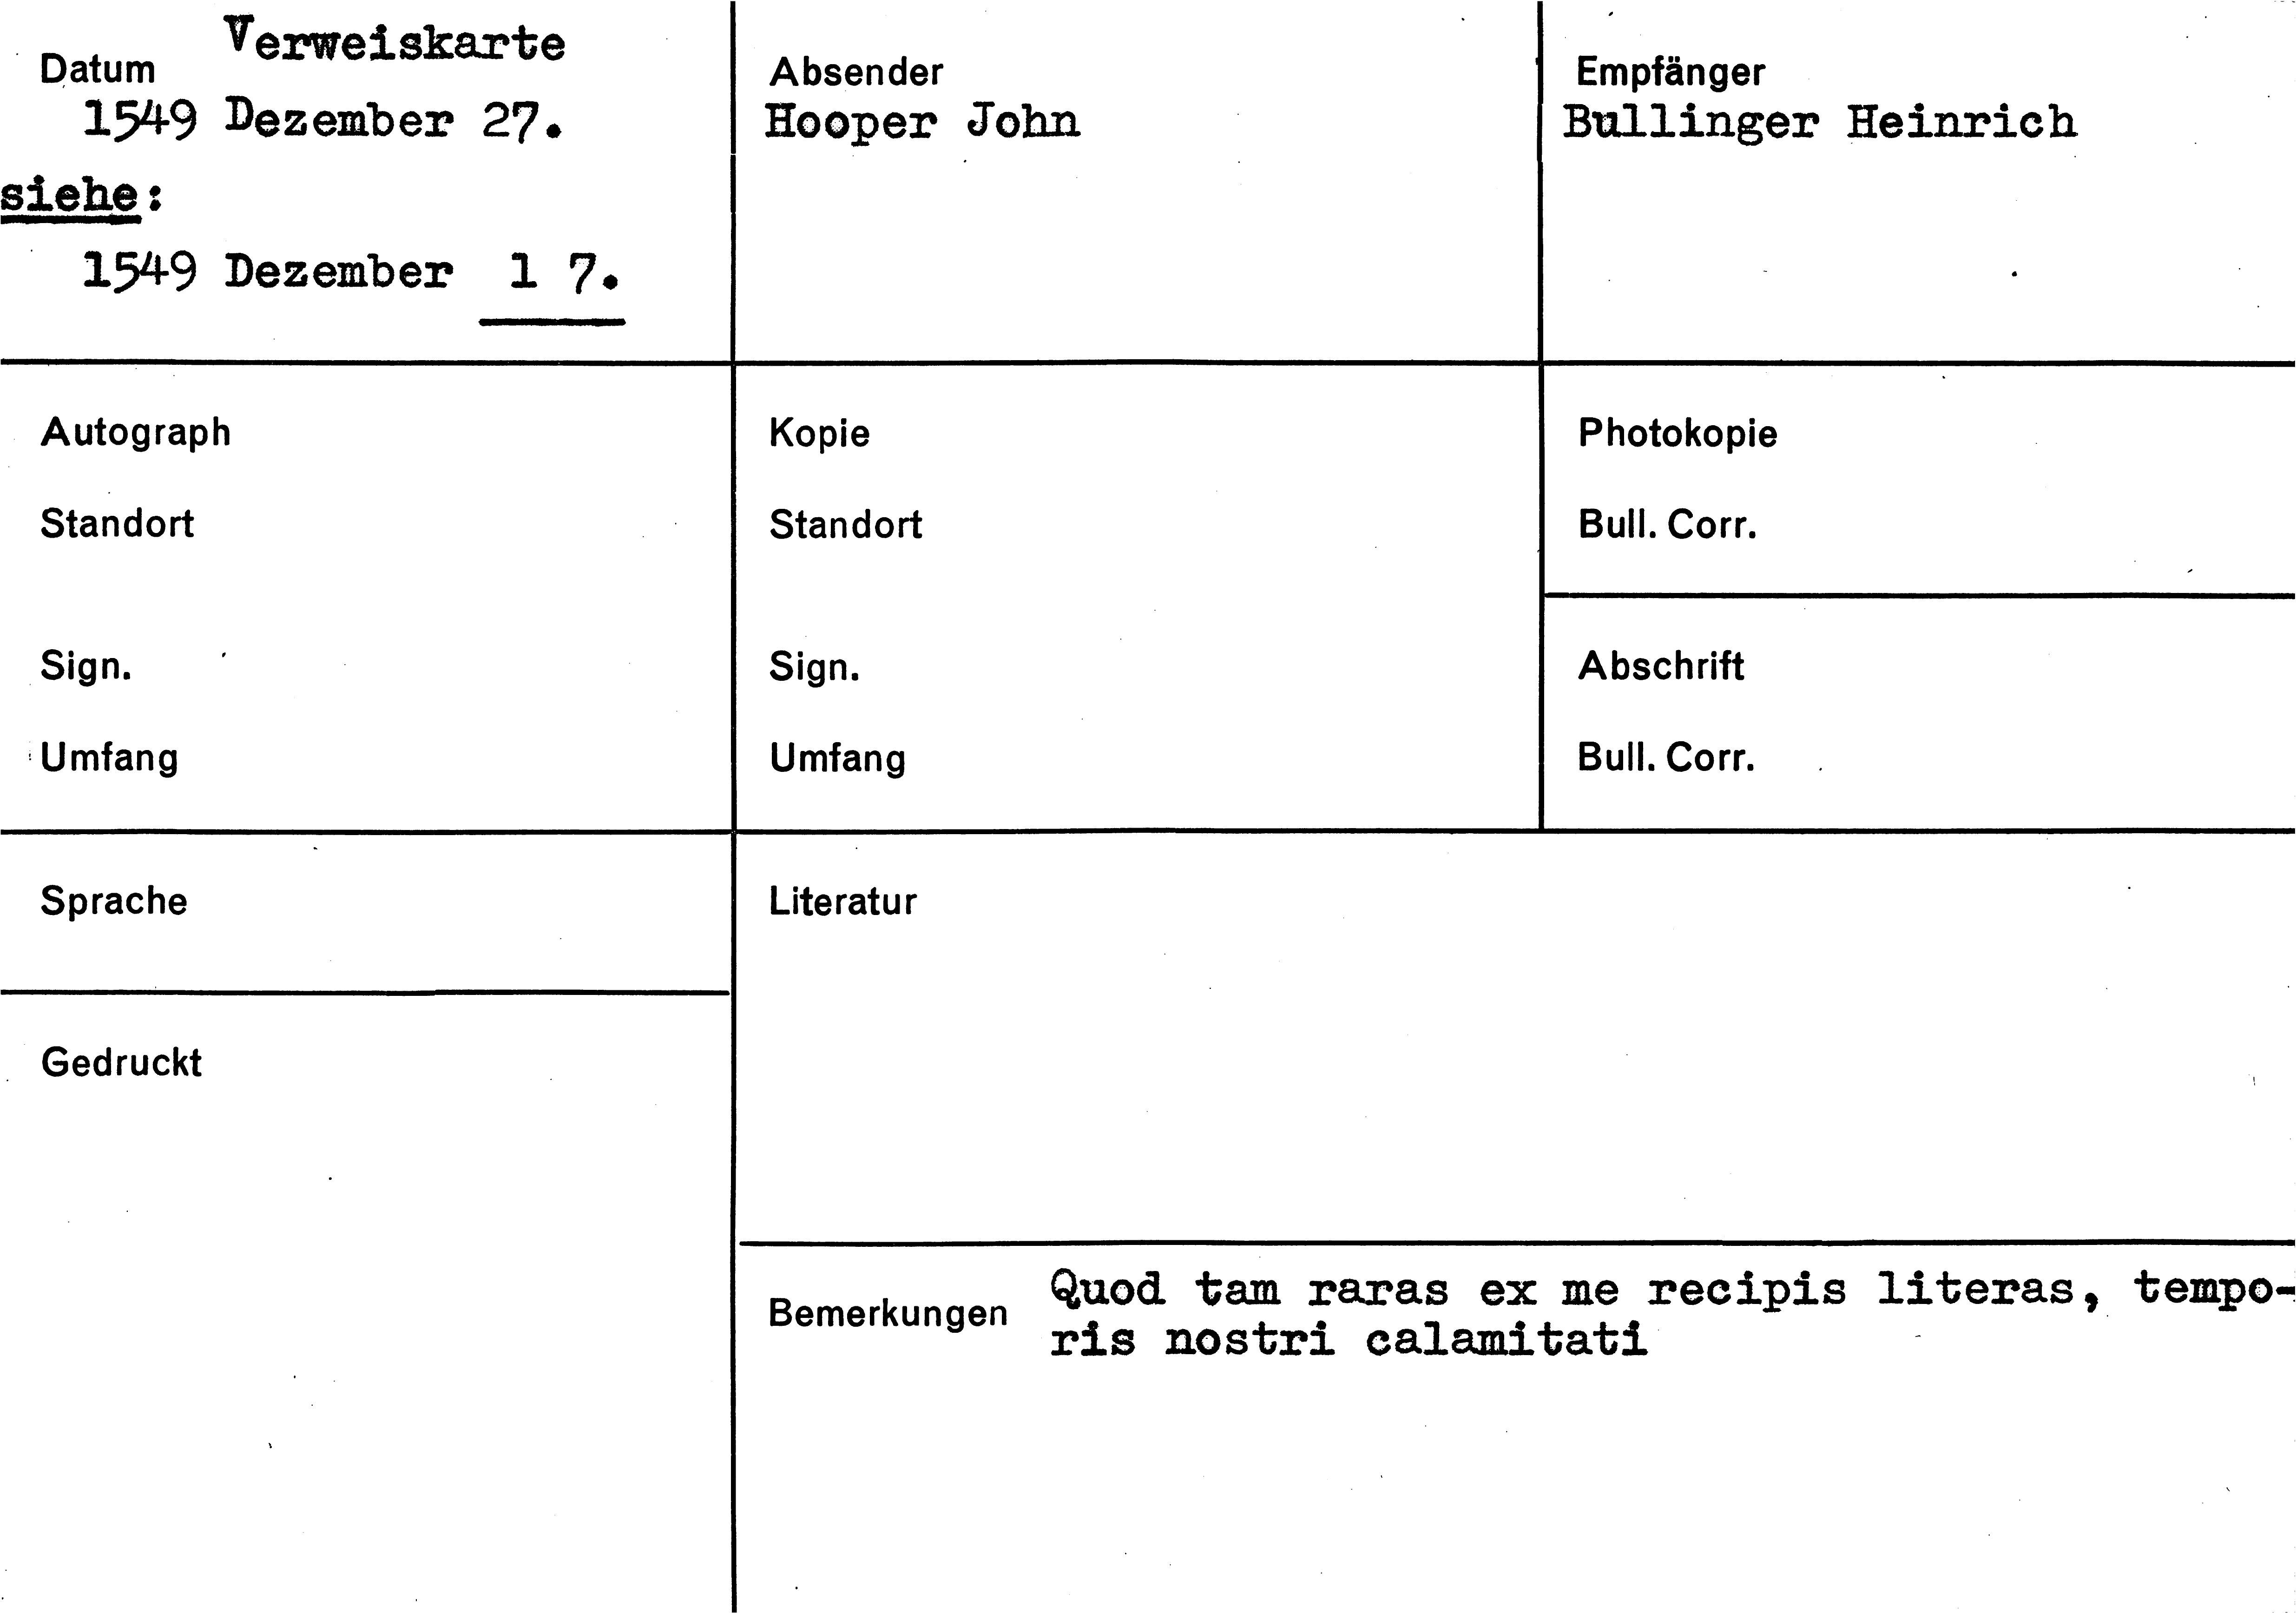 Verweiskarte
Datum
1549 Dezember 27.
siehe:
1549 Dezember 1 7.
Absender
Hooper John
Empfänger
Bullinger Heinrich
Autograph
Standort
Sign.
Umfang
Kopie
Standort
Sign.
Umfang
Photokopie
Bull. Corr.
Abschrift
Bull. Corr.
Sprache
Gedruckt
Literatur
Bemerkungen
Quod tam raras ex me recipis literas, tempo-
ris nostri calamitati